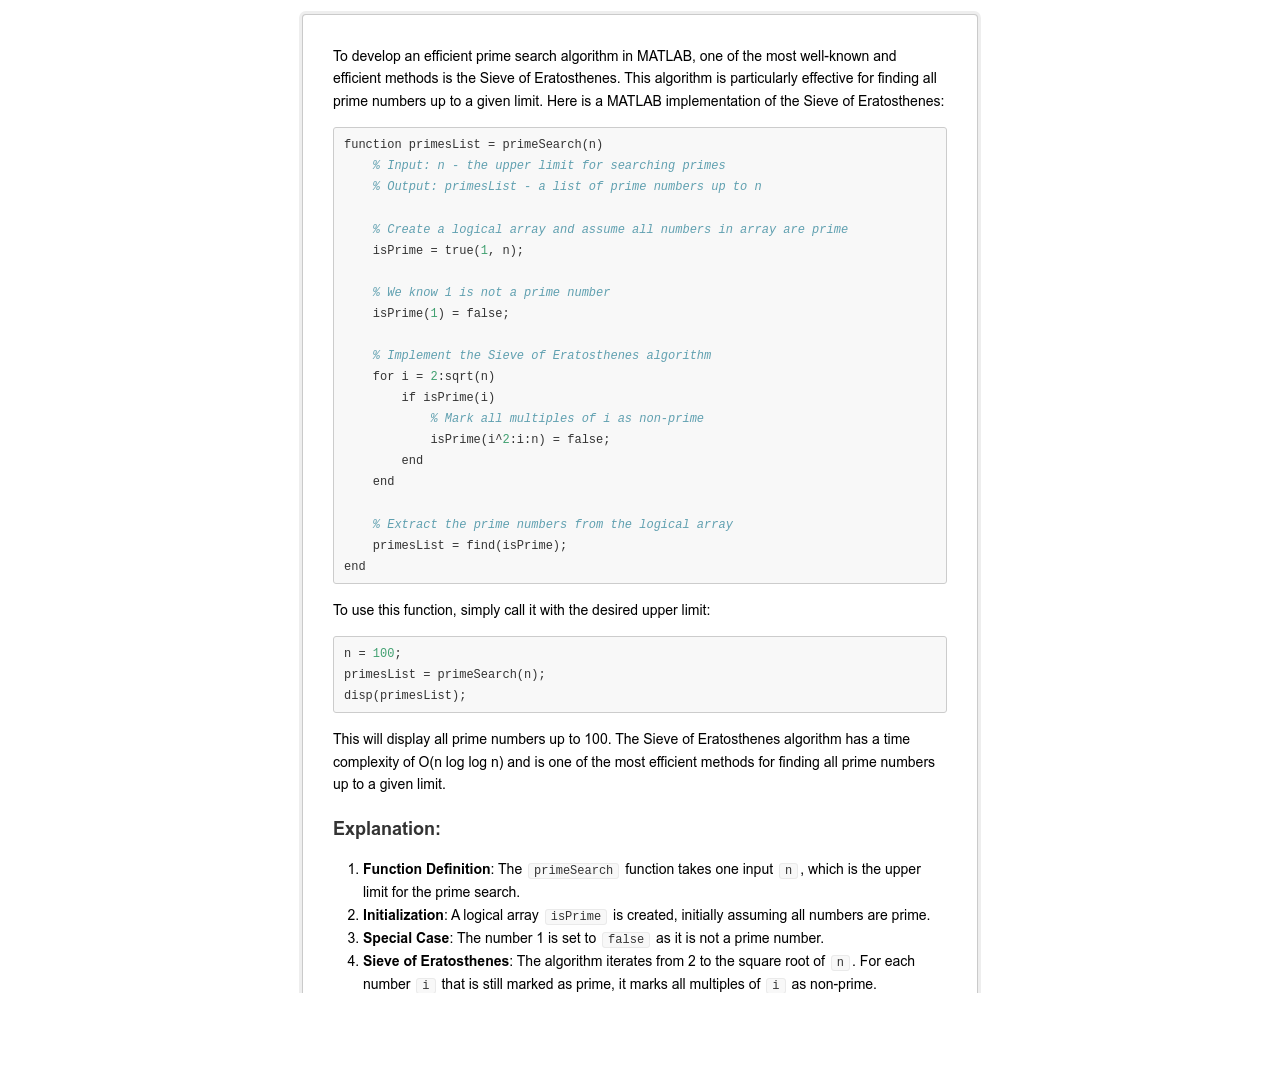 To develop an efficient prime search algorithm in MATLAB, one of the most well-known and
efficient methods is the Sieve of Eratosthenes. This algorithm is particularly effective for finding all
prime numbers up to a given limit. Here is a MATLAB implementation of the Sieve of Eratosthenes:
function primesList = primeSearch(n)
    % Input: n - the upper limit for searching primes
    % Output: primesList - a list of prime numbers up to n
    % Create a logical array and assume all numbers in array are prime
    isPrime = true(1, n);
    % We know 1 is not a prime number
    isPrime(1) = false;
    % Implement the Sieve of Eratosthenes algorithm
    for i = 2:sqrt(n)
        if isPrime(i)
            % Mark all multiples of i as non-prime
            isPrime(i^2:i:n) = false;
        end
    end
    % Extract the prime numbers from the logical array
    primesList = find(isPrime);
end
To use this function, simply call it with the desired upper limit:
n = 100;
primesList = primeSearch(n);
disp(primesList);
This will display all prime numbers up to 100. The Sieve of Eratosthenes algorithm has a time
complexity of O(n log log n) and is one of the most efficient methods for finding all prime numbers
up to a given limit.
Explanation:
1. Function Definition: The primeSearch function takes one input n, which is the upper
limit for the prime search.
2. Initialization: A logical array isPrime is created, initially assuming all numbers are prime.
3. Special Case: The number 1 is set to false as it is not a prime number.
4. Sieve of Eratosthenes: The algorithm iterates from 2 to the square root of n. For each
number i that is still marked as prime, it marks all multiples of i as non-prime.